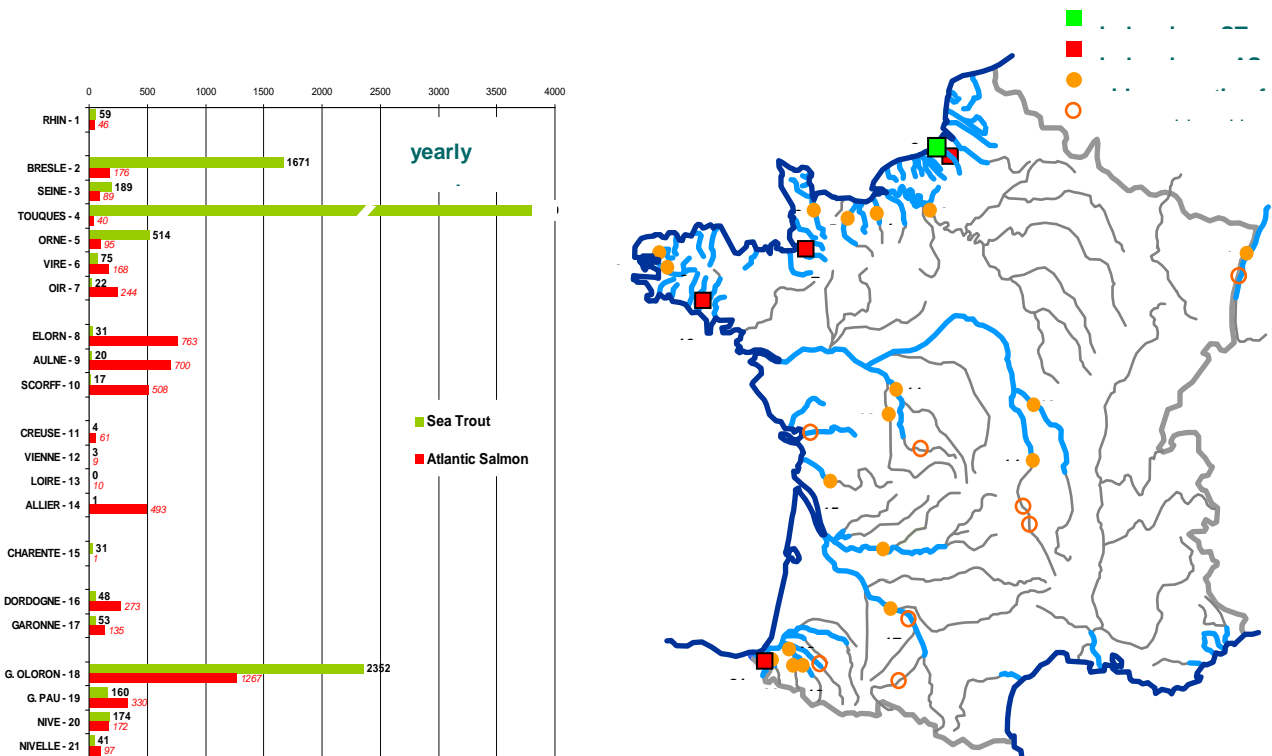 0 500 1000 1500 2000 2500 3000 3500 4000
yearly
RHIN - 1 59 46
BRESLE - 2 1671 176
SEINE - 3 189 89
TOUQUES - 4 40
ORNE - 5 514 95
VIRE - 6 75 168
OIR - 7 22 244
ELORN - 8 31 763
AULNE - 9 20 700
SCORFF - 10 17 508
Sea Trout
Atlantic Salmon
CREUSE - 11 4 61
VIENNE - 12 3 9
LOIRE - 13 0 10
ALLIER - 14 1 493
CHARENTE - 15 31 1
DORDOGNE - 16 48 273
GARONNE - 17 53 135
G. OLORON - 18 2352 1267
G. PAU - 19 160 330
NIVE - 20 174 172
NIVELLE - 21 41 97